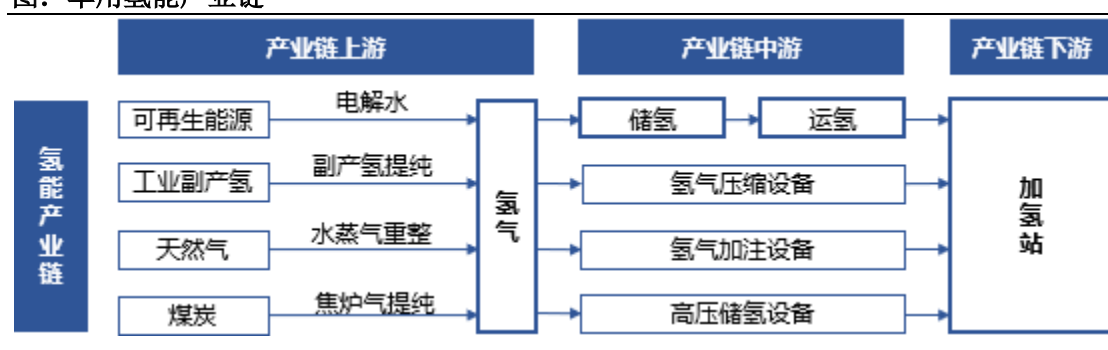 产业链上游
产业链中游
产业链下游
氢能产业链
可再生能源
电解水
工业副产氢
副产氢提纯
天然气
水蒸气重整
煤炭
焦炉气提纯
氢气
储氢
运氢
氢气压缩设备
氢气加注设备
高压储氢设备
加氢站